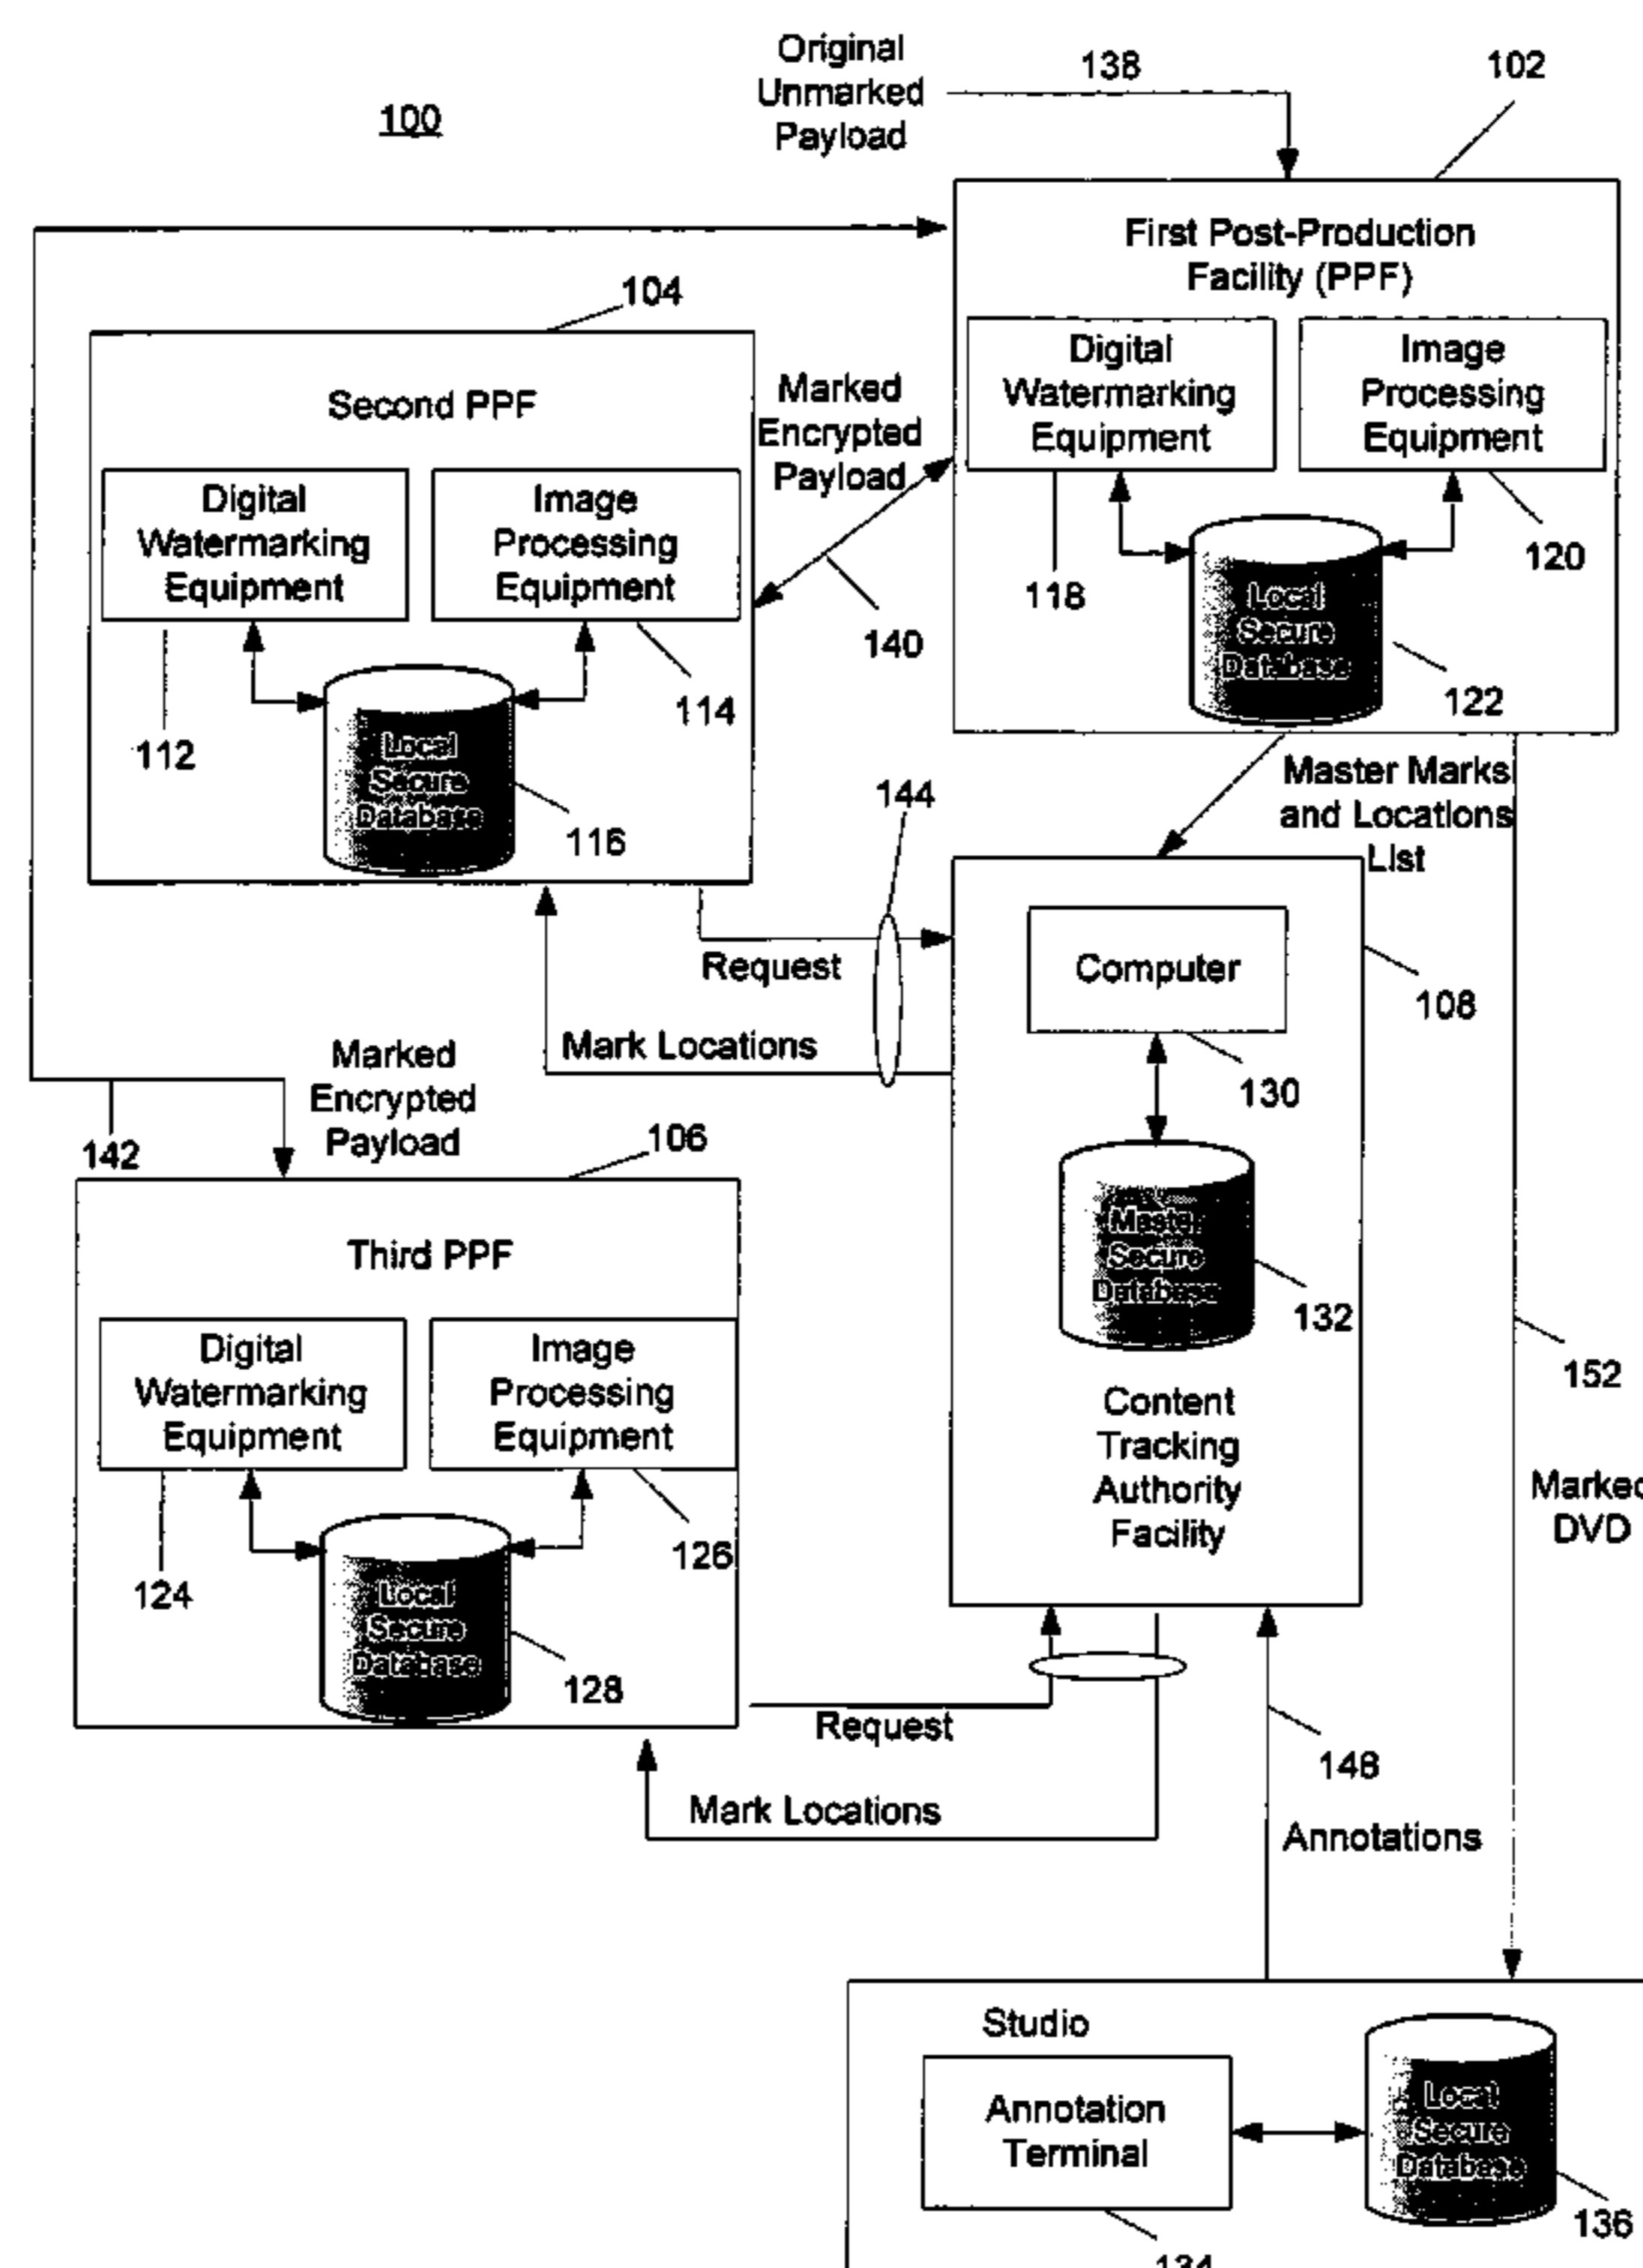 100
Original
Unmarked
Payload
138
102
First Post-Production
Facility (PPF)
Digital
Watermarking
Equipment
Image
Processing
Equipment
118
120
Local
Secure
Database
122
104
Second PPF
Digital
Watermarking
Equipment
Image
Processing
Equipment
112
114
Local
Secure
Database
116
Marked
Encrypted
Payload
140
Master Marks
and Locations
List
144
Request
Mark Locations
Computer
108
130
Master
Secure
Database
132
Content
Tracking
Authority
Facility
Marked
Encrypted
Payload
142
106
Third PPF
Digital
Watermarking
Equipment
Image
Processing
Equipment
124
126
Local
Secure
Database
128
Request
Mark Locations
152
Marked
DVD
148
Annotations
Studio
Annotation
Terminal
134
Local
Secure
Database
136